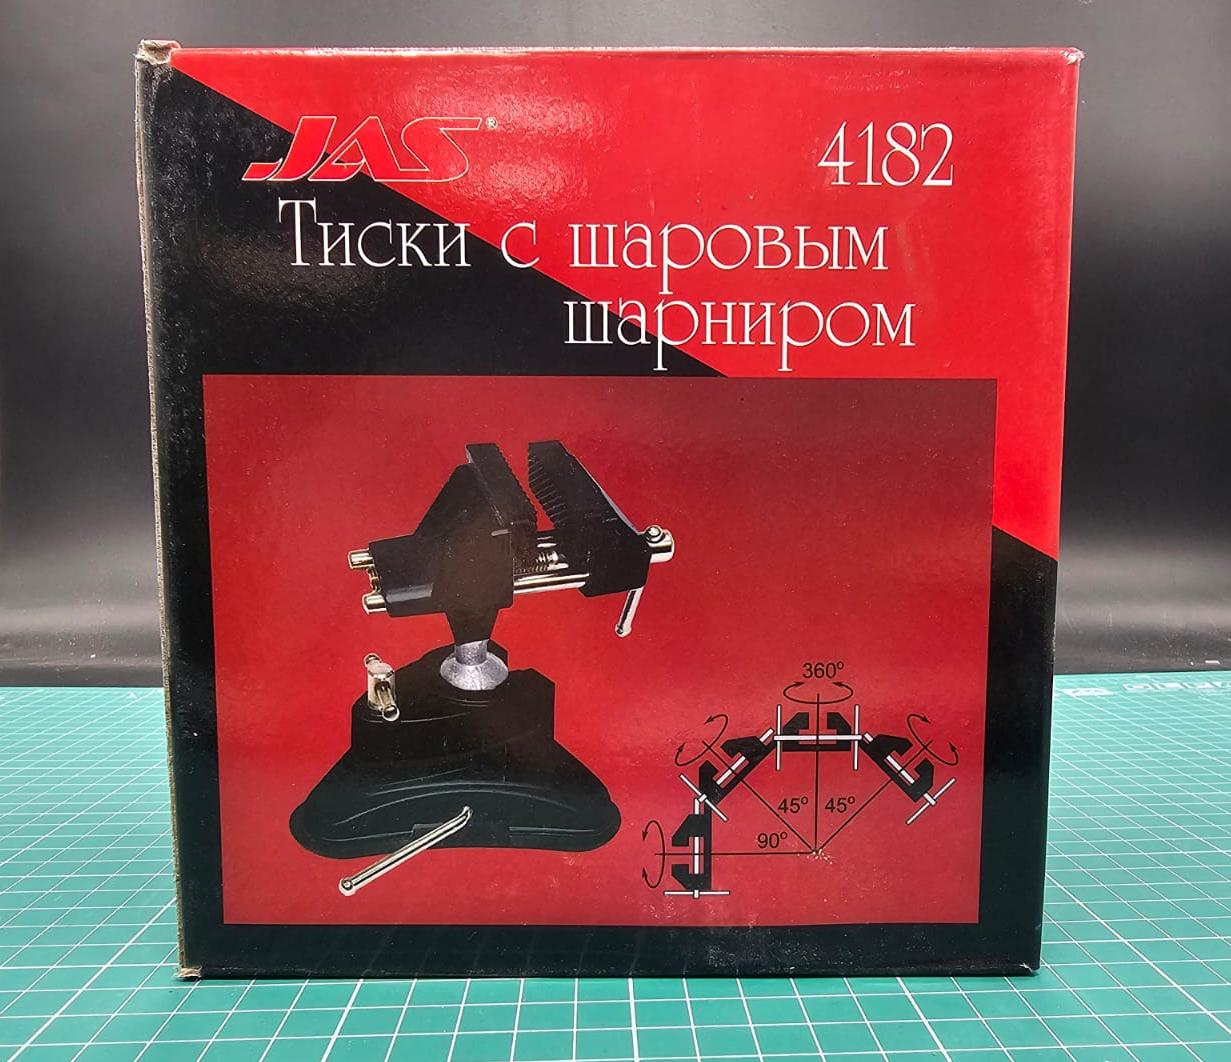 JAS®
4182
Тиски с шаровым
шарниром
360°
45° 45°
90°